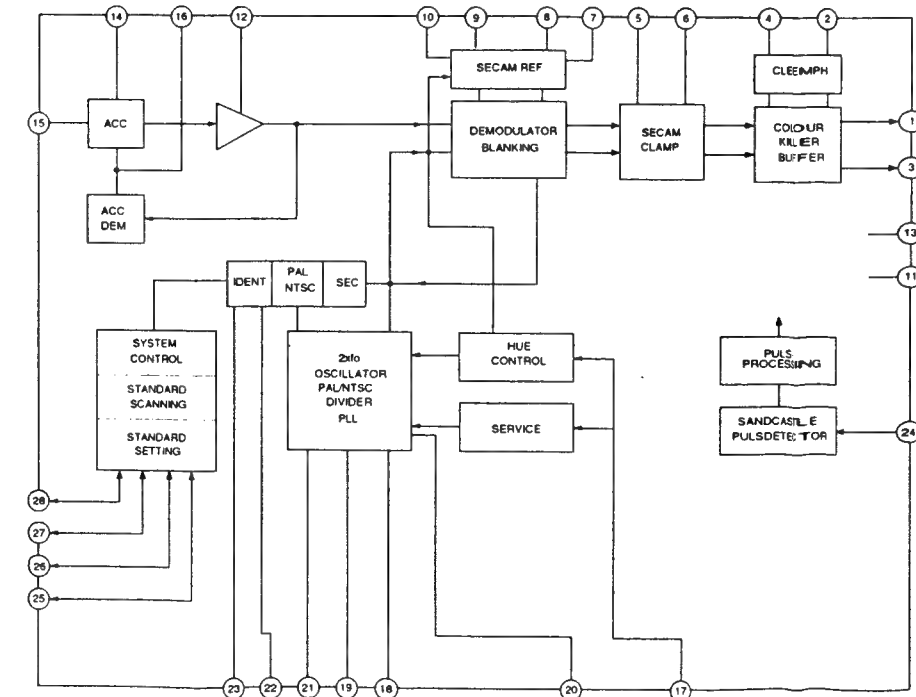 14
16
12
10
9
8
7
5
6
4
2
SECAM REF
CLEEMPH
15
ACC
DEMODULATOR
BLANKING
SECAM
CLAMP
COLOUR
KILLER
BUFFER
1
3
ACC
DEM
13
11
IDENT
PAL
NTSC
SEC
SYSTEM
CONTROL
STANDARD
SCANNING
STANDARD
SETTING
2xfo
OSCILLATOR
PAL/NTSC
DIVIDER
PLL
HUE
CONTROL
SERVICE
PULS
PROCESSING
SANDCASTLE
PULSDETECTOR
24
28
27
26
25
23
22
21
19
18
20
17